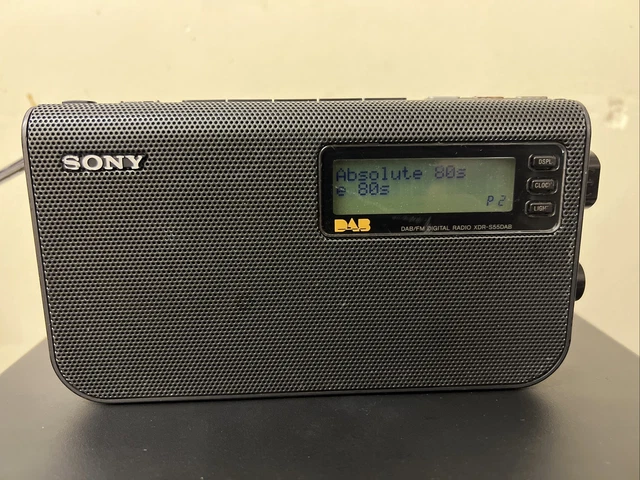 SONY
Absolute 80s
e 80s
P2
DAB
DAB/FM DIGITAL RADIO XDR-S55DAB
DSPL
CLOCK
LIGHT